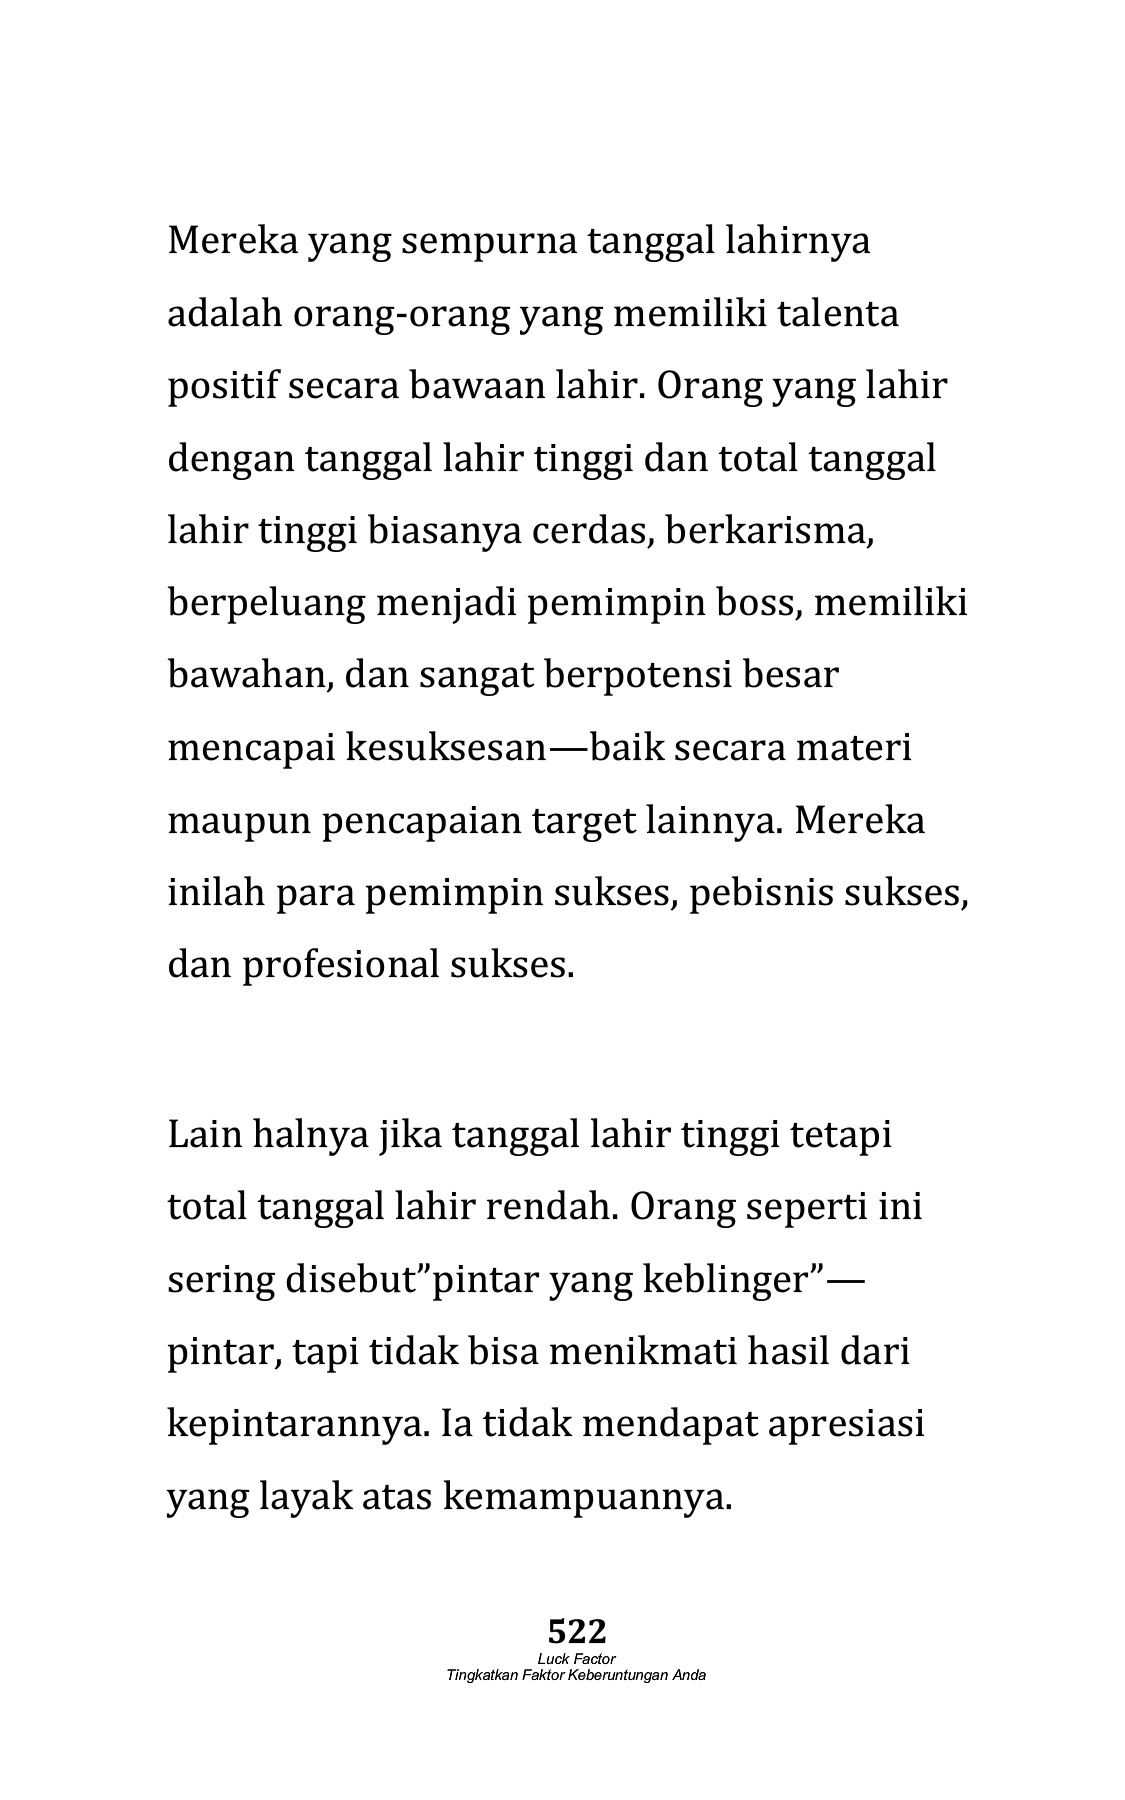 Mereka yang sempurna tanggal lahirnya
adalah orang-orang yang memiliki talenta
positif secara bawaan lahir. Orang yang lahir
dengan tanggal lahir tinggi dan total tanggal
lahir tinggi biasanya cerdas, berkarisma,
berpeluang menjadi pemimpin boss, memiliki
bawahan, dan sangat berpotensi besar
mencapai kesuksesan—baik secara materi
maupun pencapaian target lainnya. Mereka
inilah para pemimpin sukses, pebisnis sukses,
dan profesional sukses.
Lain halnya jika tanggal lahir tinggi tetapi
total tanggal lahir rendah. Orang seperti ini
sering disebut”pintar yang keblinger”—
pintar, tapi tidak bisa menikmati hasil dari
kepintarannya. Ia tidak mendapat apresiasi
yang layak atas kemampuannya.
522
Luck Factor
Tingkatkan Faktor Keberuntungan Anda